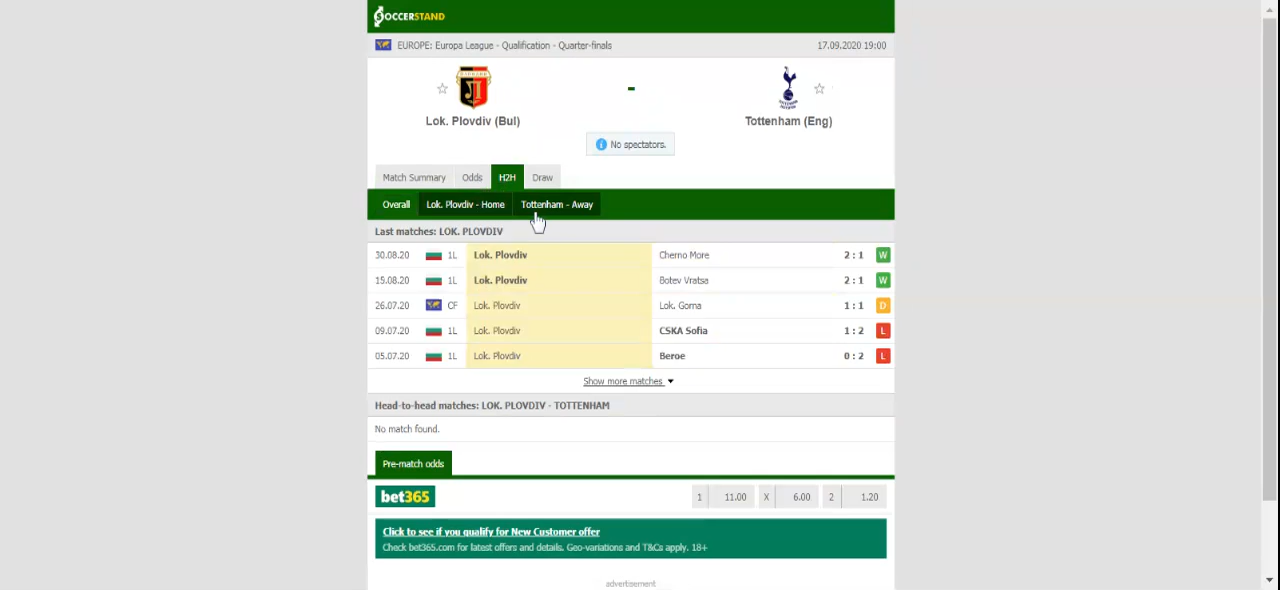 SOCCERSTAND
EUROPE: Europa League - Qualification - Quarter-finals 17.09.2020 19:00
Lok. Plovdiv (Bul) - Tottenham (Eng)
i No spectators.
Match Summary Odds H2H Draw
Overall Lok. Plovdiv - Home Tottenham - Away
Last matches: LOK. PLOVDIV
30.08.20 1L Lok. Plovdiv Cherno More 2 : 1 W
15.08.20 1L Lok. Plovdiv Botev Vratsa 2 : 1 W
26.07.20 CF Lok. Plovdiv Lok. Gorna 1 : 1 D
09.07.20 1L Lok. Plovdiv CSKA Sofia 1 : 2 L
05.07.20 1L Lok. Plovdiv Beroe 0 : 2 L
Show more matches
Head-to-head matches: LOK. PLOVDIV - TOTTENHAM
No match found.
Pre-match odds
bet365 1 11.00 X 6.00 2 1.20
Click to see if you qualify for New Customer offer
Check bet365.com for latest offers and details. Geo-variations and T&Cs apply. 18+
advertisement